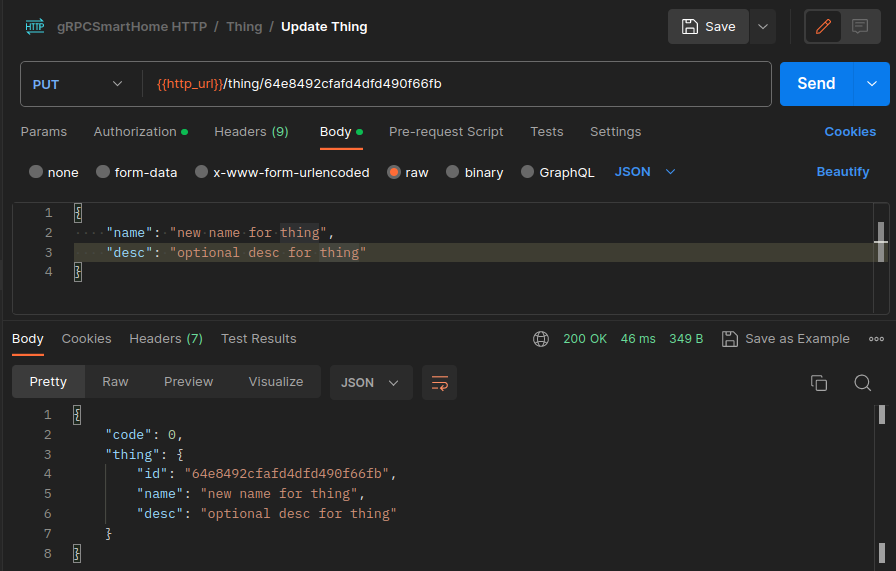 HTTP gRPCSmartHome HTTP / Thing / Update Thing Save
PUT {{http_url}}/thing/64e8492cfafd4dfd490f66fb Send
Params Authorization Headers (9) Body Pre-request Script Tests Settings Cookies
none form-data x-www-form-urlencoded raw binary GraphQL JSON Beautify
1 {
2 "name": "new name for thing",
3 "desc": "optional desc for thing"
4 }
Body Cookies Headers (7) Test Results 200 OK 46 ms 349 B Save as Example
Pretty Raw Preview Visualize JSON
1 {
2 "code": 0,
3 "thing": {
4 "id": "64e8492cfafd4dfd490f66fb",
5 "name": "new name for thing",
6 "desc": "optional desc for thing"
7 }
8 }